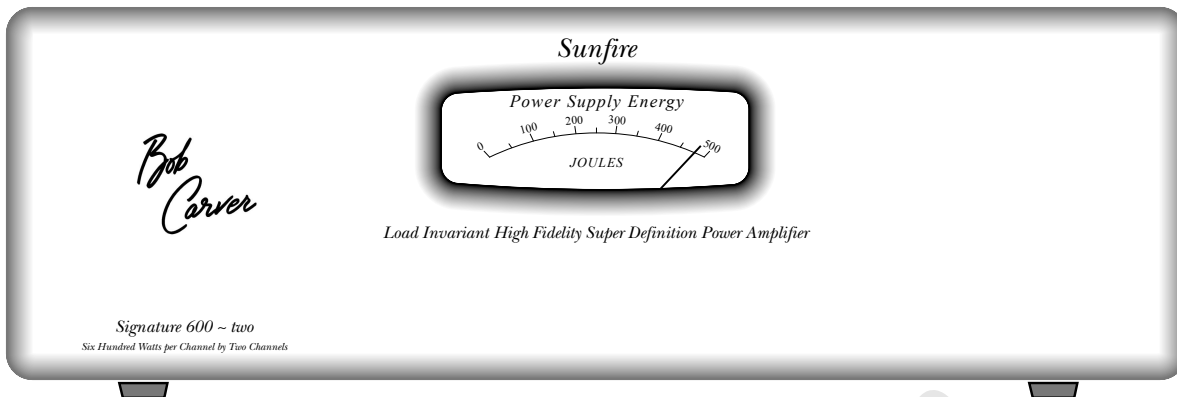 Sunfire
Power Supply Energy
0 100 200 300 400 500
JOULES
Bob
Carver
Load Invariant High Fidelity Super Definition Power Amplifier
Signature 600 ~ two
Six Hundred Watts per Channel by Two Channels